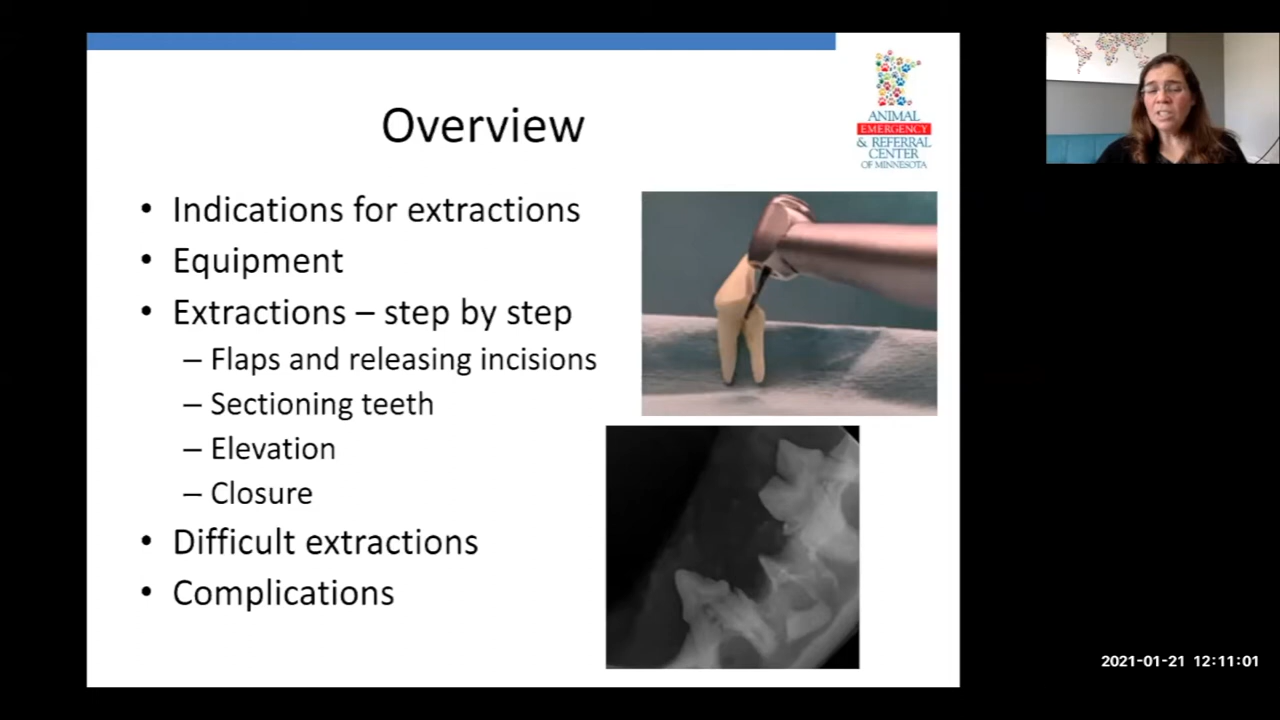 Overview
ANIMAL
EMERGENCY
& REFERRAL
CENTER
OF MINNESOTA
• Indications for extractions
• Equipment
• Extractions – step by step
– Flaps and releasing incisions
– Sectioning teeth
– Elevation
– Closure
• Difficult extractions
• Complications
2021-01-21 12:11:01